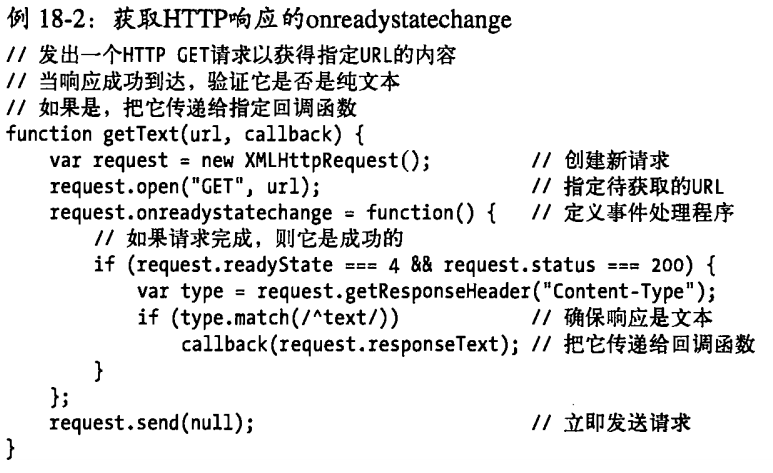 例 18-2：获取HTTP响应的onreadystatechange
// 发出一个HTTP GET请求以获得指定URL的内容
// 当响应成功到达，验证它是否是纯文本
// 如果是，把它传递给指定回调函数
function getText(url, callback) {
    var request = new XMLHttpRequest();         // 创建新请求
    request.open("GET", url);                   // 指定待获取的URL
    request.onreadystatechange = function() {   // 定义事件处理程序
        // 如果请求完成，则它是成功的
        if (request.readyState === 4 && request.status === 200) {
            var type = request.getResponseHeader("Content-Type");
            if (type.match(/^text/))            // 确保响应是文本
                callback(request.responseText); // 把它传递给回调函数
        }
    };
    request.send(null);                         // 立即发送请求
}